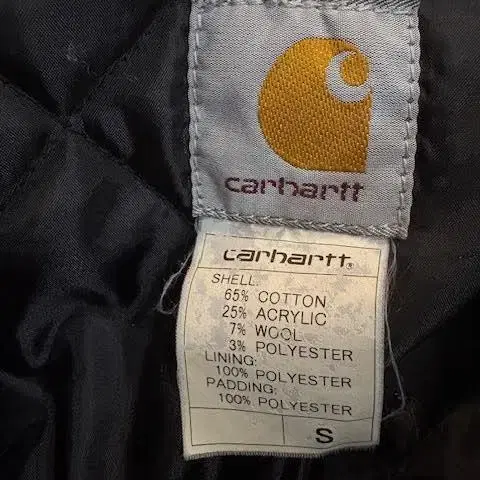 carhartt
carhartt®
SHELL:
65% COTTON
25% ACRYLIC
7% WOOL
3% POLYESTER
LINING:
100% POLYESTER
PADDING:
100% POLYESTER
S